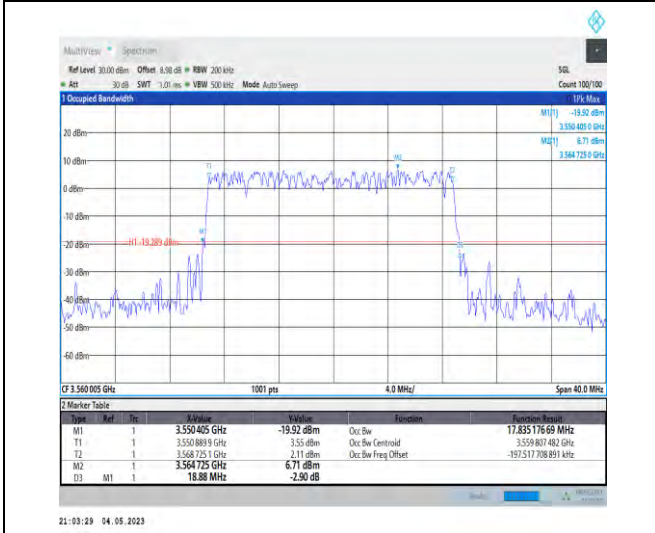 MultiView Spectrum
Ref Level 30.00 dBm Offset 8.98 dB RBW 200 kHz SGL
Att 30 dB SWT 1.01 ms VBW 500 kHz Mode Auto Sweep Count 100/100
1 Occupied Bandwidth 1Pk Max
M1[1] -19.92 dBm
3.550 405 0 GHz
M2[1] 6.71 dBm
3.564 725 0 GHz
20 dBm
10 dBm
M2
T1
T2
0 dBm
-10 dBm
M1
-20 dBm
H1 -19.289 dBm
D3
-30 dBm
-40 dBm
-50 dBm
-60 dBm
CF 3.560 005 GHz 1001 pts 4.0 MHz/ Span 40.0 MHz
2 Marker Table
Type Ref Trc X-Value Y-Value Function Function Result
M1 1 3.550 405 GHz -19.92 dBm Occ Bw 17.835 176 69 MHz
T1 1 3.550 889 9 GHz 3.55 dBm Occ Bw Centroid 3.559 807 482 GHz
T2 1 3.568 725 1 GHz 2.11 dBm Occ Bw Freq Offset -197.517 708 891 kHz
M2 1 3.564 725 GHz 6.71 dBm
D3 M1 1 18.88 MHz -2.90 dB
21:03:29 04.05.2023